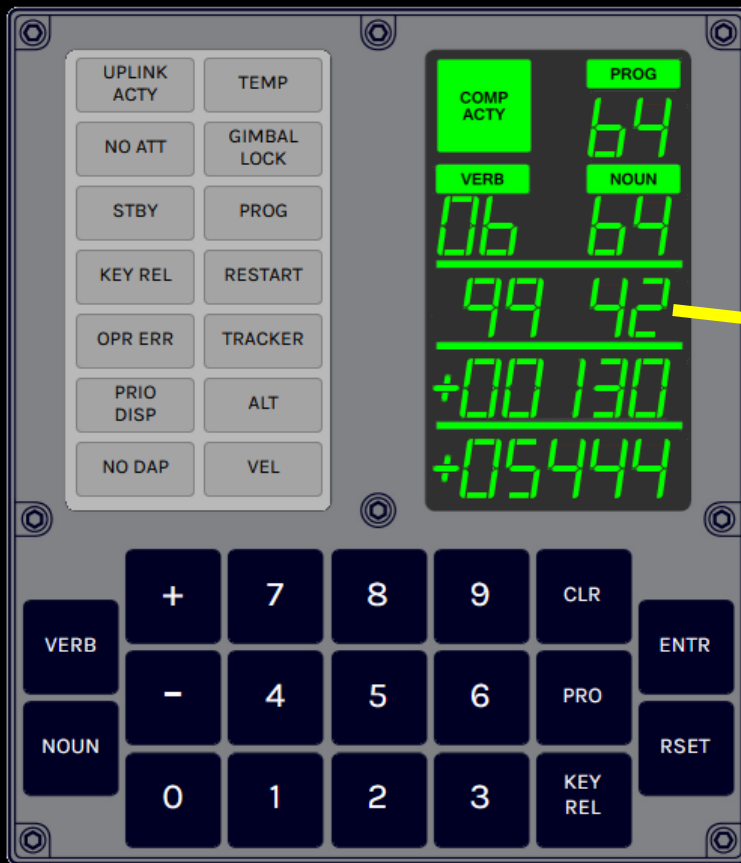 UPLINK
ACTY
TEMP
NO ATT
GIMBAL
LOCK
STBY
PROG
KEY REL
RESTART
OPR ERR
TRACKER
PRIO
DISP
ALT
NO DAP
VEL
COMP
ACTY
PROG
64
VERB
NOUN
06
64
99 42
+00130
+05444
+
7
8
9
CLR
VERB
ENTR
-
4
5
6
PRO
NOUN
RSET
0
1
2
3
KEY
REL